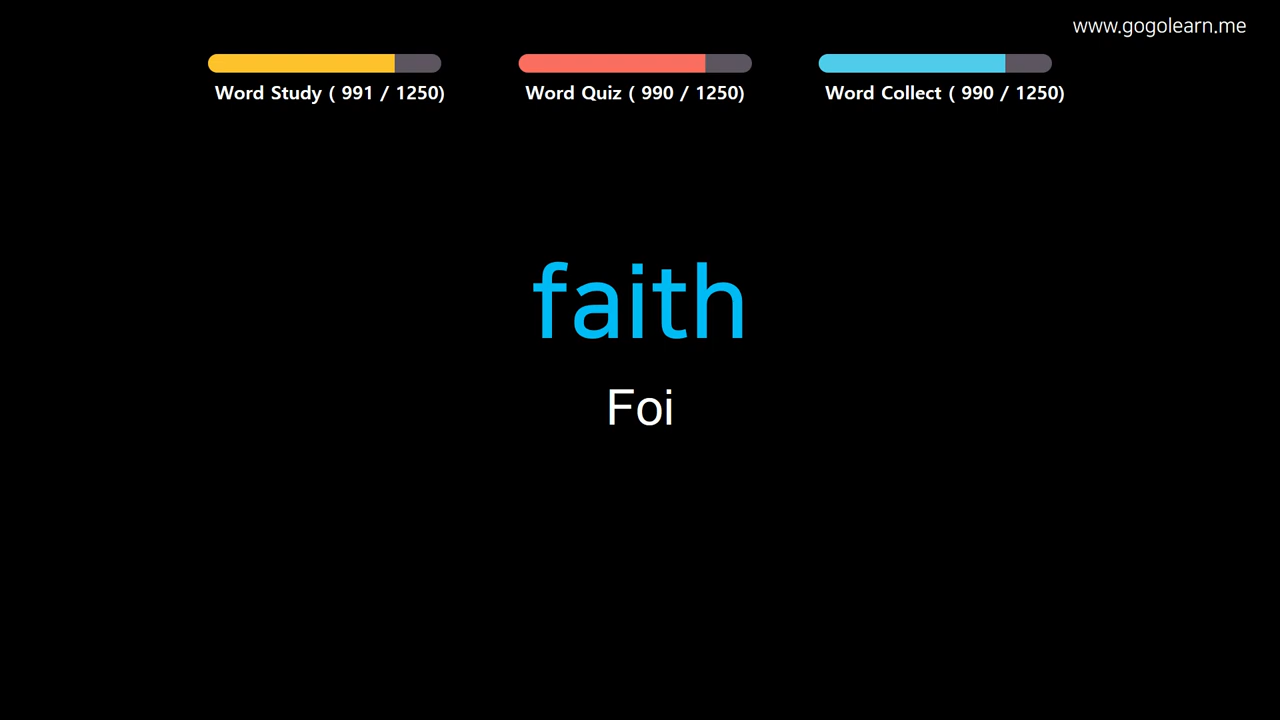 www.gogolearn.me
Word Study ( 991 / 1250)
Word Quiz ( 990 / 1250)
Word Collect ( 990 / 1250)
faith
Foi